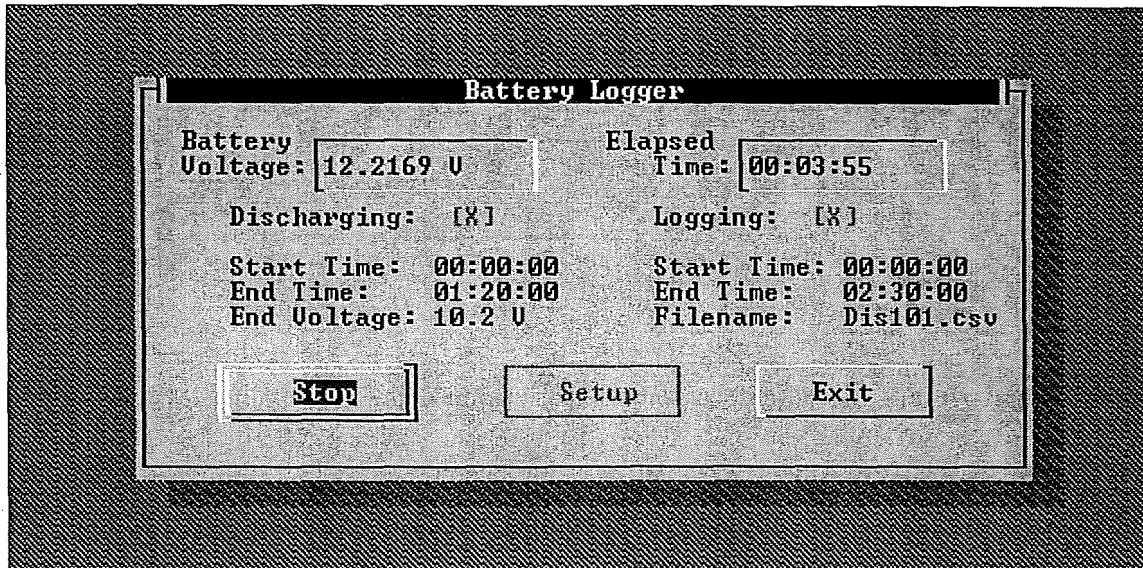 Battery Logger
Battery Voltage: 12.2169 V
Elapsed Time: 00:03:55
Discharging: [X]
Logging: [X]
Start Time: 00:00:00
End Time: 01:20:00
End Voltage: 10.2 V
Start Time: 00:00:00
End Time: 02:30:00
Filename: Dis101.csv
Stop
Setup
Exit